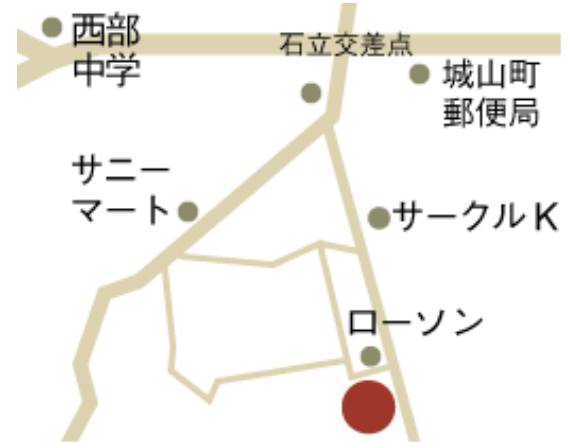 西部
中学
石立交差点
城山町
郵便局
サニー
マート
サークルK
ローソン